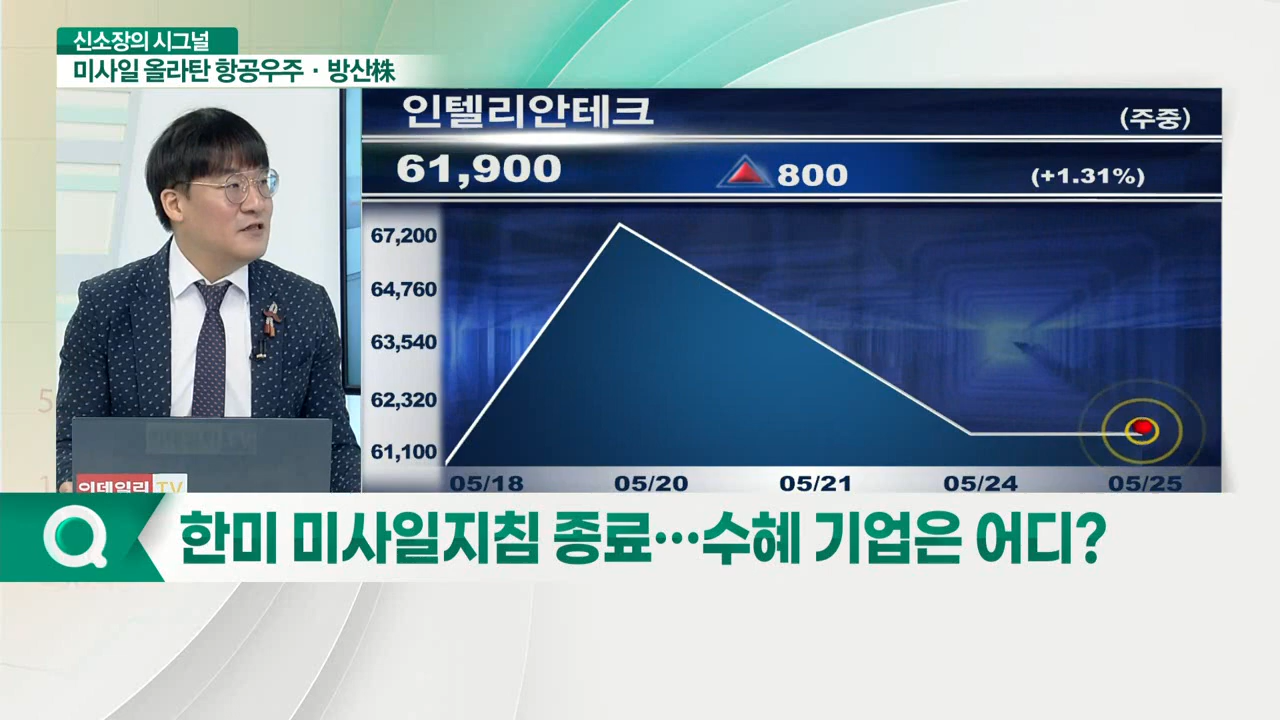 신소장의 시그널
미사일 올라탄 항공우주 · 방산株
인텔리안테크
(주중)
61,900
800
(+1.31%)
67,200
64,760
63,540
62,320
61,100
05/18
05/20
05/21
05/24
05/25
이데일리 TV
Q
한미 미사일지침 종료…수혜 기업은 어디?